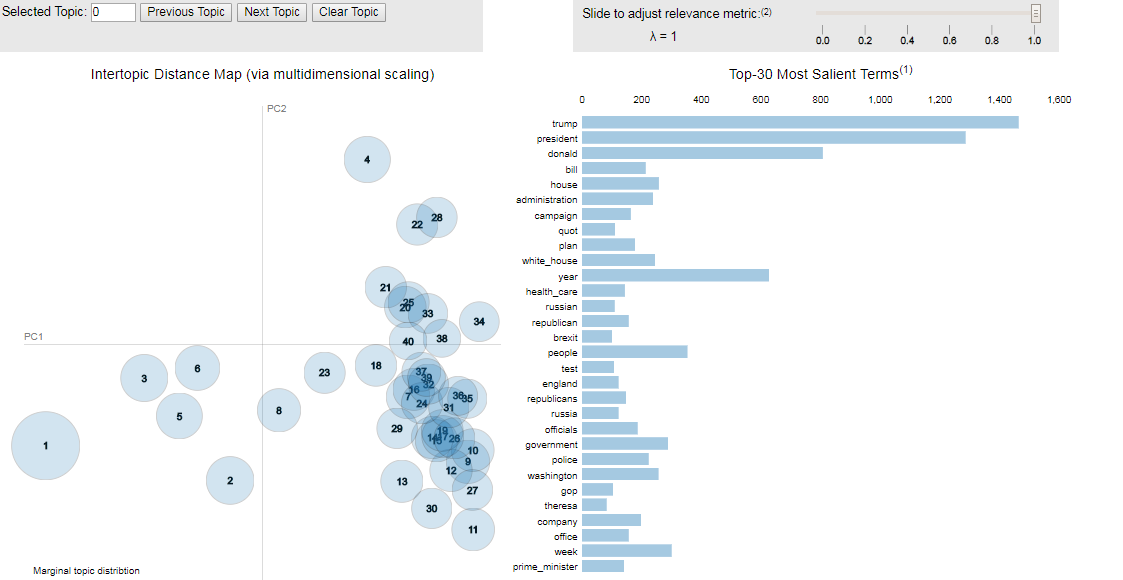 Selected Topic: 0 Previous Topic Next Topic Clear Topic
Slide to adjust relevance metric:(2)
λ = 1
0.0 0.2 0.4 0.6 0.8 1.0
Intertopic Distance Map (via multidimensional scaling)
PC2
PC1
4
28
22
21
25
20
33
34
38
40
18
23
6
3
37
39
32
16
7
24
36
35
31
8
5
29
19
14
17
26
1
10
9
12
2
13
27
30
11
Marginal topic distribtion
Top-30 Most Salient Terms(1)
0 200 400 600 800 1,000 1,200 1,400 1,600
trump
president
donald
bill
house
administration
campaign
quot
plan
white_house
year
health_care
russian
republican
brexit
people
test
england
republicans
russia
officials
government
police
washington
gop
theresa
company
office
week
prime_minister